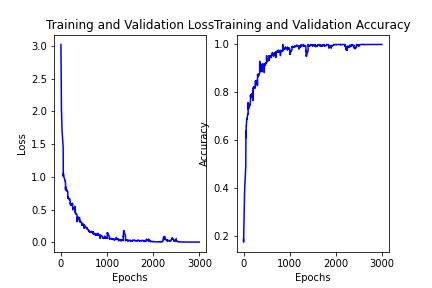 Training and Validation Loss
3.0
2.5
2.0
1.5
1.0
0.5
0.0
Loss
0 1000 2000 3000
Epochs
Training and Validation Accuracy
1.0
0.8
0.6
0.4
0.2
Accuracy
0 1000 2000 3000
Epochs